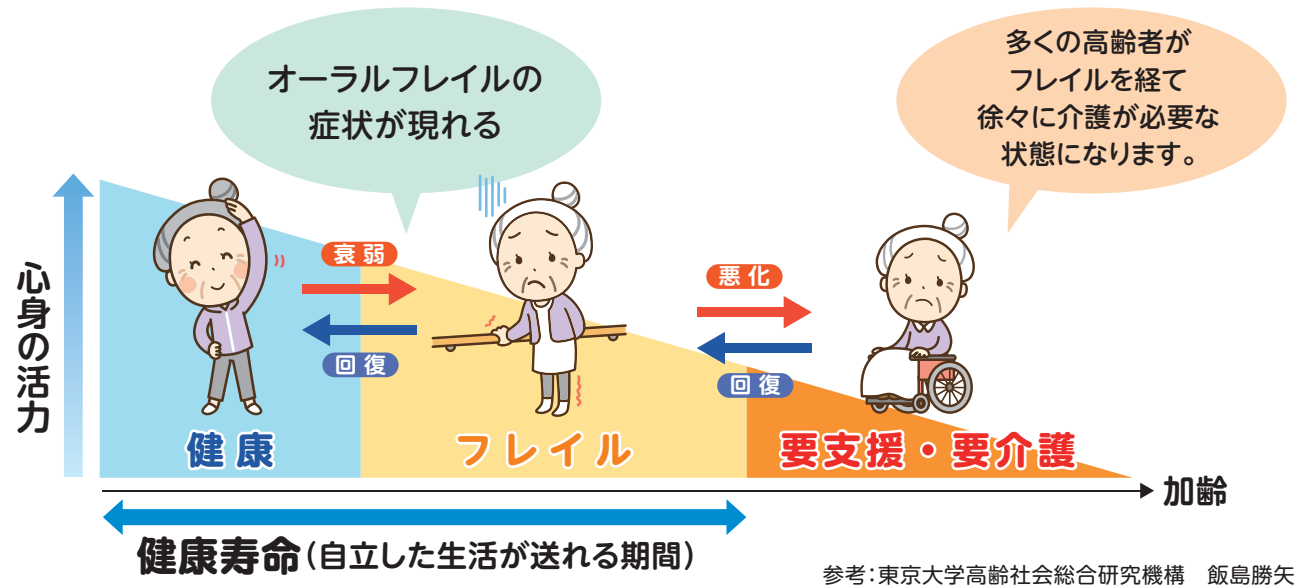 オーラルフレイルの
症状が現れる
多くの高齢者が
フレイルを経て
徐々に介護が必要な
状態になります。
心身の活力
衰弱
回復
悪化
回復
健康
フレイル
要支援・要介護
加齢
健康寿命(自立した生活が送れる期間)
参考:東京大学高齢社会総合研究機構 飯島勝矢